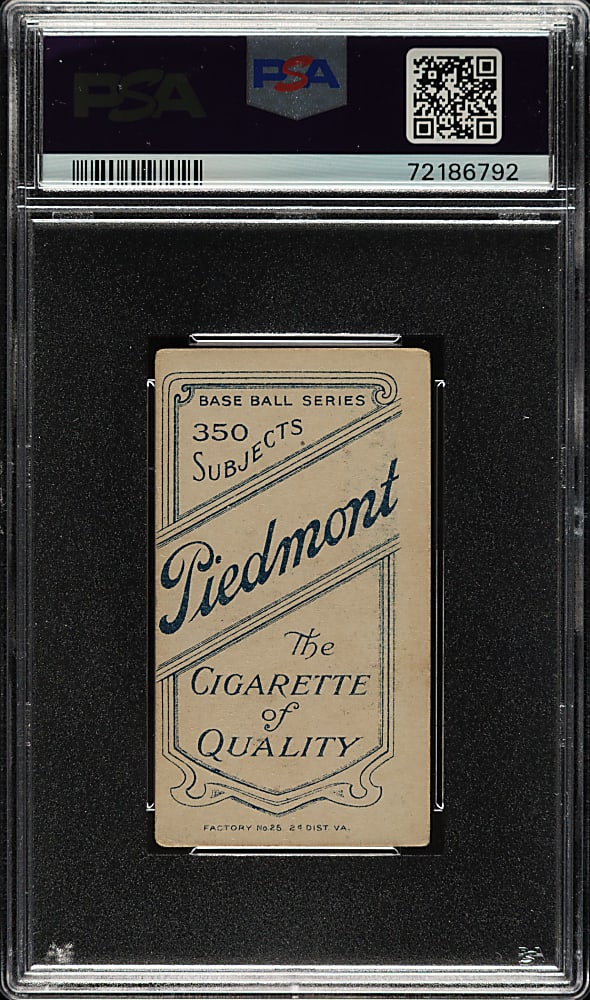 PSA
PSA
72186792
BASE BALL SERIES
350
SUBJECTS
Piedmont
The
CIGARETTE
of
QUALITY
FACTORY No.25. 2d DIST. VA.